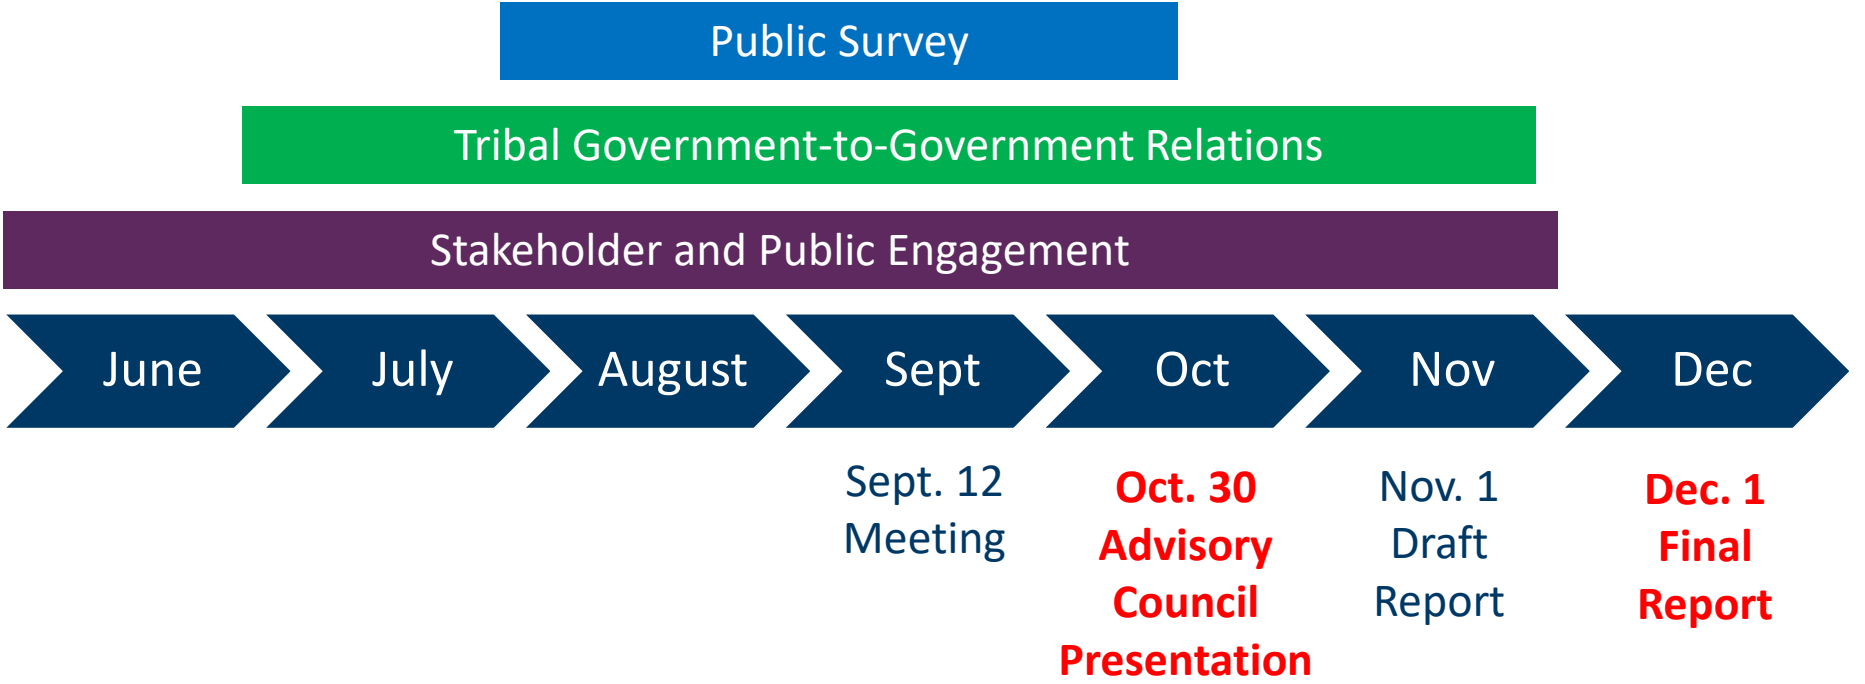 Public Survey
Tribal Government-to-Government Relations
Stakeholder and Public Engagement
June
July
August
Sept
Oct
Nov
Dec
Sept. 12
Meeting
Oct. 30
Advisory
Council
Presentation
Nov. 1
Draft
Report
Dec. 1
Final
Report